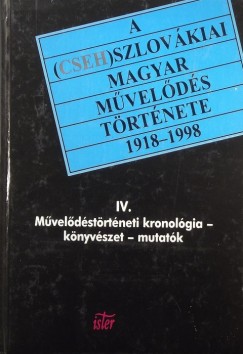 A
(CSEH)SZLOVÁKIAI
MAGYAR
MŰVELŐDÉS
TÖRTÉNETE
1918–1998
IV.
Művelődéstörténeti kronológia –
könyvészet – mutatók
ister